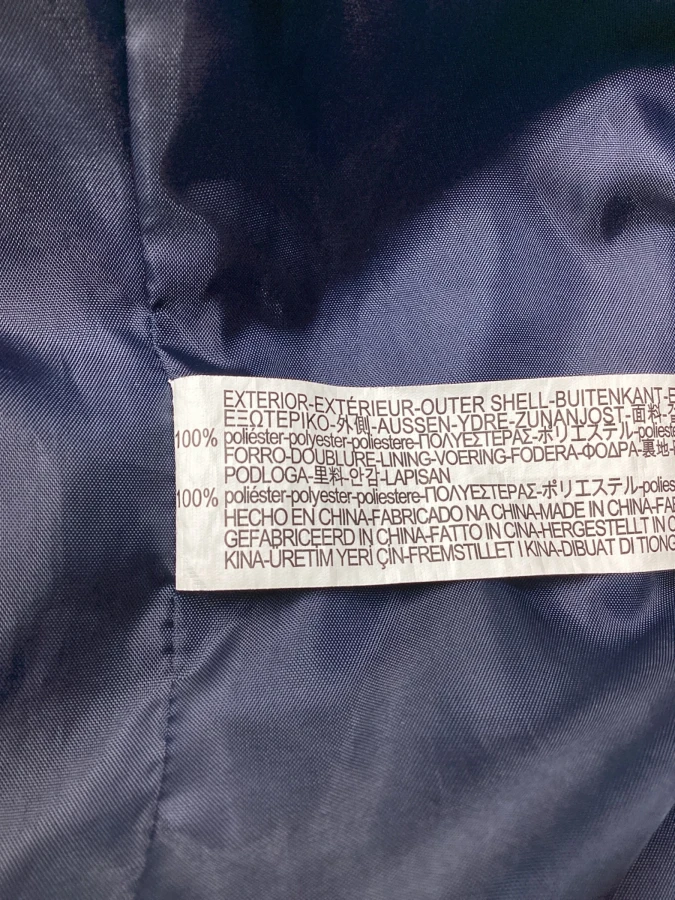 EXTERIOR-EXTÉRIEUR-OUTER SHELL-BUITENKANT-E
ΕΞΩΤΕΡΙΚΟ-外側-AUSSEN-YDRE-ZUNANJOST-面料-
100% poliéster-polyester-poliestere-ΠΟΛΥΕΣΤΕΡΑΣ-ポリエステル-polieste
FORRO-DOUBLURE-LINING-VOERING-FODERA-ΦΟΔΡΑ-裏地-
PODLOGA-里料-안감-LAPISAN
100% poliéster-polyester-poliestere-ΠΟΛΥΕΣΤΕΡΑΣ-ポリエステル-polies
HECHO EN CHINA-FABRICADO NA CHINA-MADE IN CHINA-FAB
GEFABRICEERD IN CHINA-FATTO IN CINA-HERGESTELLT IN C
KINA-ÜRETİM YERİ ÇİN-FREMSTILLET I KINA-DIBUAT DI TIONG